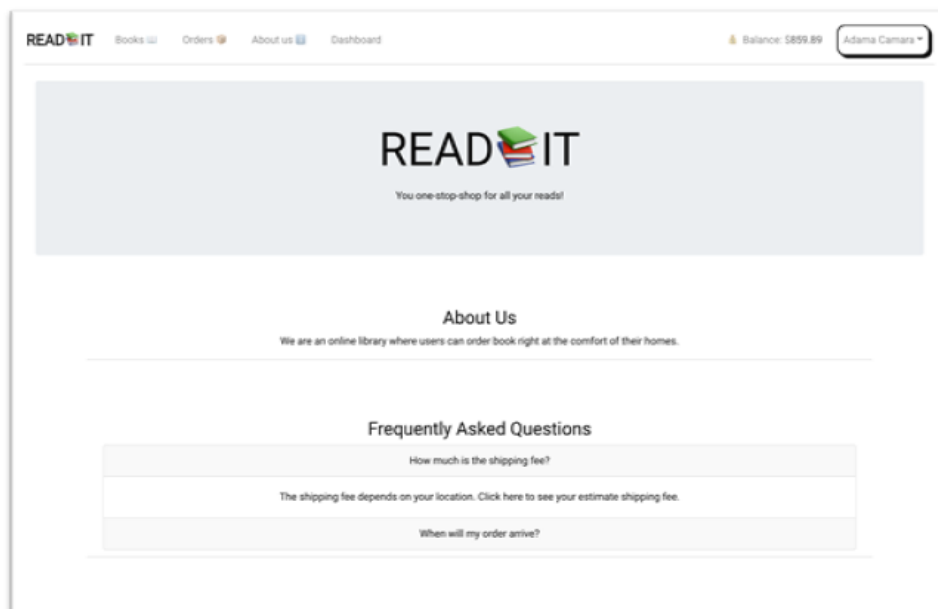 READ📚IT Books 📖 Orders 📦 About us ℹ️ Dashboard 💰 Balance: $859.89 Adama Camara
READ📚IT
You one-stop-shop for all your reads!
About Us
We are an online library where users can order book right at the comfort of their homes.
Frequently Asked Questions
How much is the shipping fee?
The shipping fee depends on your location. Click here to see your estimate shipping fee.
When will my order arrive?